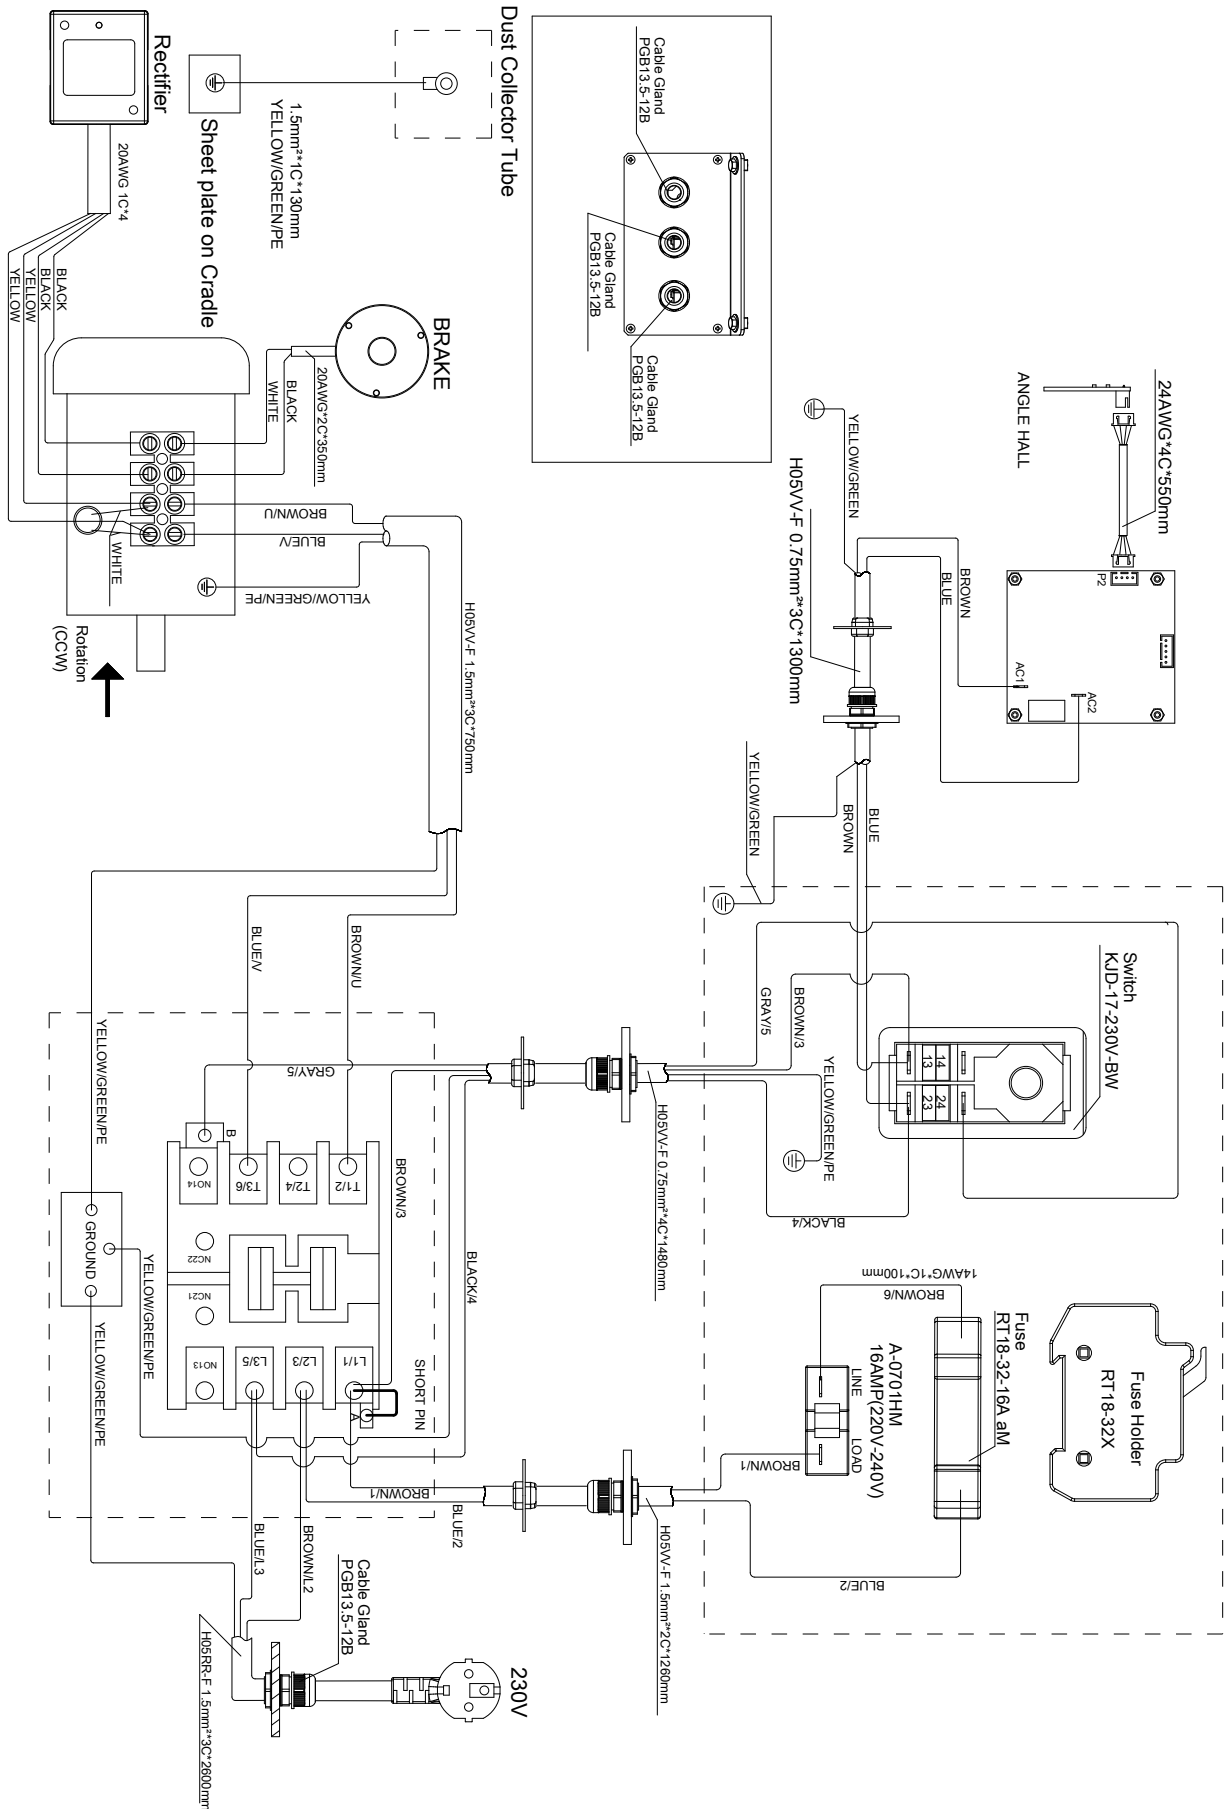 230V
Cable Gland
PGB13.5-12B
H05RR-F 1.5mm²*3C*2600mm
BROWN/L2
BLUE/L3
YELLOW/GREEN/PE
Fuse Holder
RT18-32X
Fuse
RT18-32-16A aM
14AWG*1C*100mm
BROWN/6
A-0701HM
16AMP(220V-240V)
LINE
LOAD
BROWN/1
BLUE/2
H05VV-F 1.5mm²*2C*1260mm
BLUE/2
BROWN/1
SHORT PIN
A
L1/1
L2/3
L3/5
NO13
NC21
NC22
T1/2
T2/4
T3/6
NO14
B
GROUND
YELLOW/GREEN/PE
YELLOW/GREEN/PE
BLACK/4
BROWN/3
GRAY/5
H05VV-F 0.75mm²*4C*1480mm
Switch
KJD-17-230V-BW
14
13
24
23
BLACK/4
YELLOW/GREEN/PE
BROWN/3
GRAY/5
BLUE
BROWN
YELLOW/GREEN
H05VV-F 0.75mm²*3C*1300mm
YELLOW/GREEN
BROWN
BLUE
AC1
AC2
P2
24AWG*4C*550mm
ANGLE HALL
BROWN/U
BLUE/V
H05VV-F 1.5mm²*3C*750mm
YELLOW/GREEN/PE
BROWN/U
BLUE/V
WHITE
Rotation
(CCW)
BRAKE
20AWG*2C*350mm
BLACK
WHITE
Cable Gland
PGB13.5-12B
Cable Gland
PGB13.5-12B
Cable Gland
PGB13.5-12B
Dust Collector Tube
1.5mm²*1C*130mm
YELLOW/GREEN/PE
Sheet plate on Cradle
Rectifier
20AWG 1C*4
BLACK
BLACK
YELLOW
YELLOW